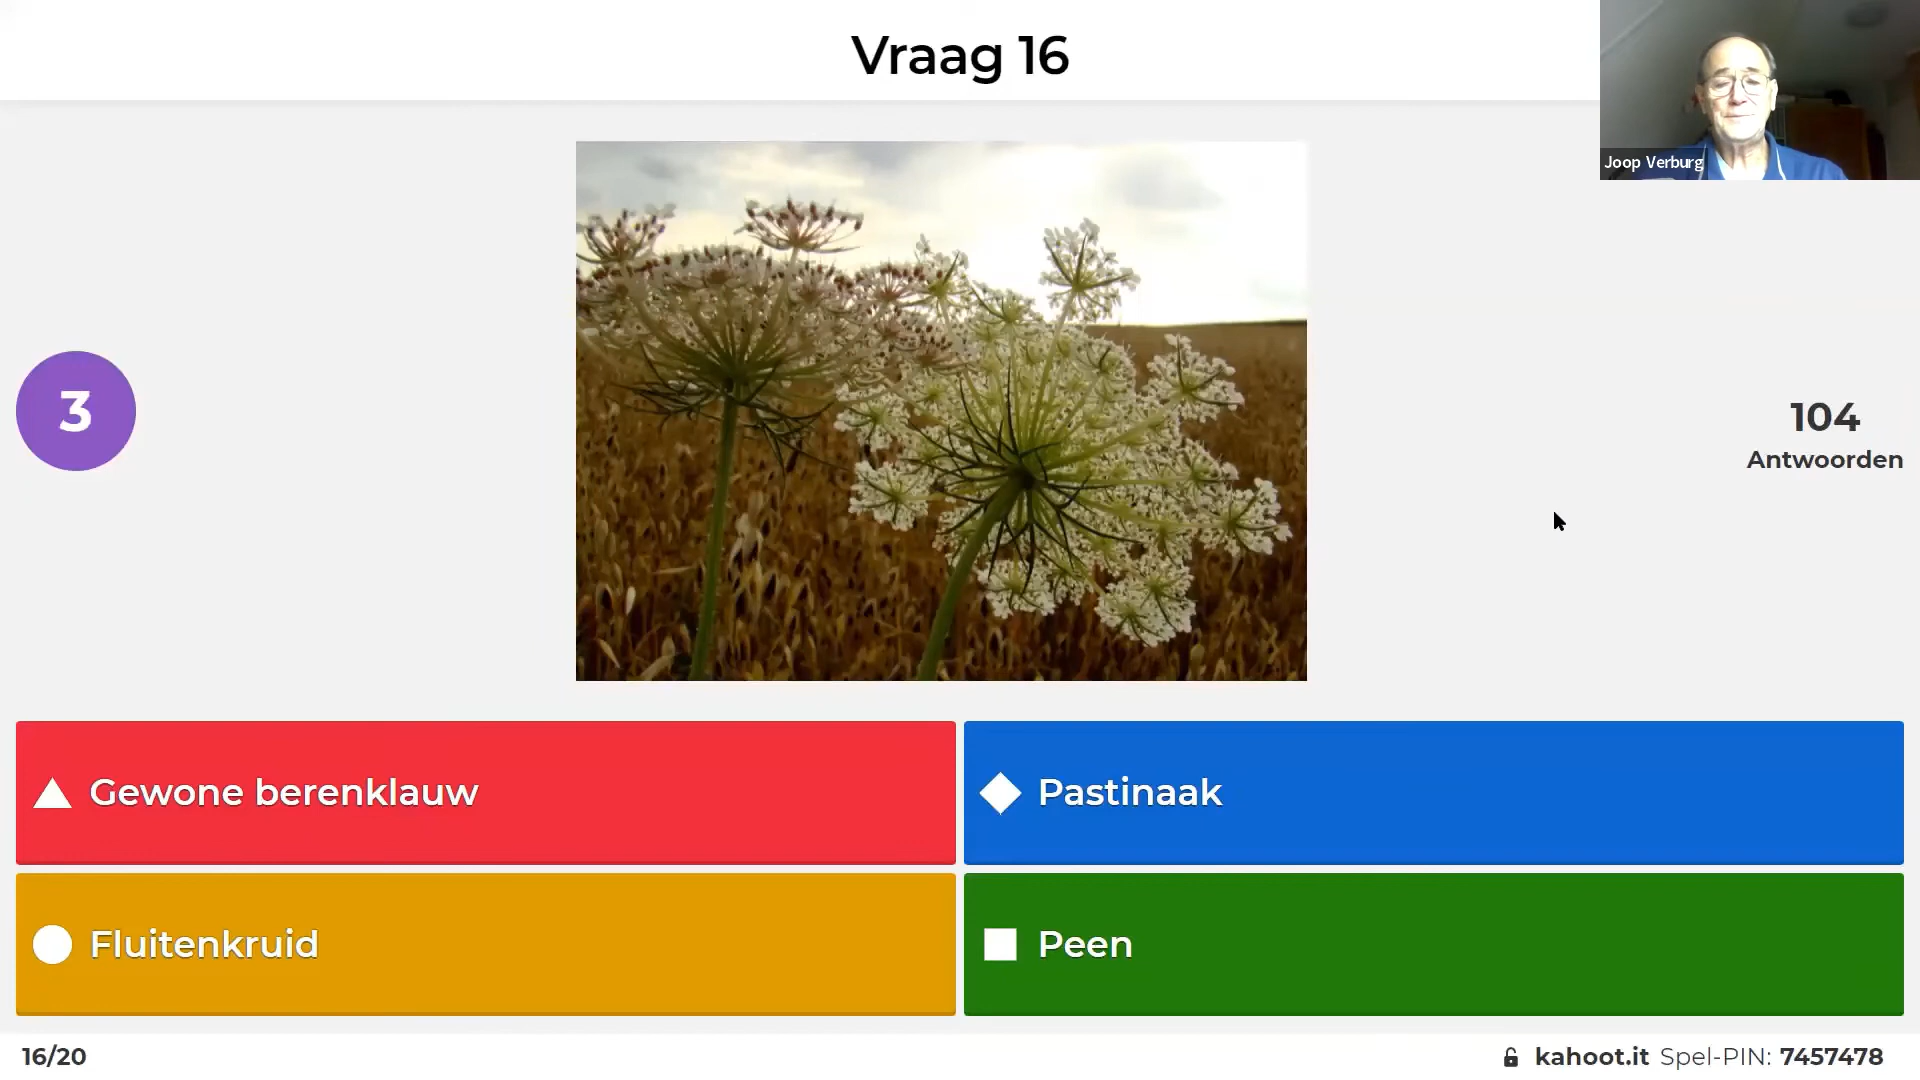 Vraag 16
Joop Verburg
3
104
Antwoorden
Gewone berenklauw
Pastinaak
Fluitenkruid
Peen
16/20
kahoot.it Spel-PIN: 7457478